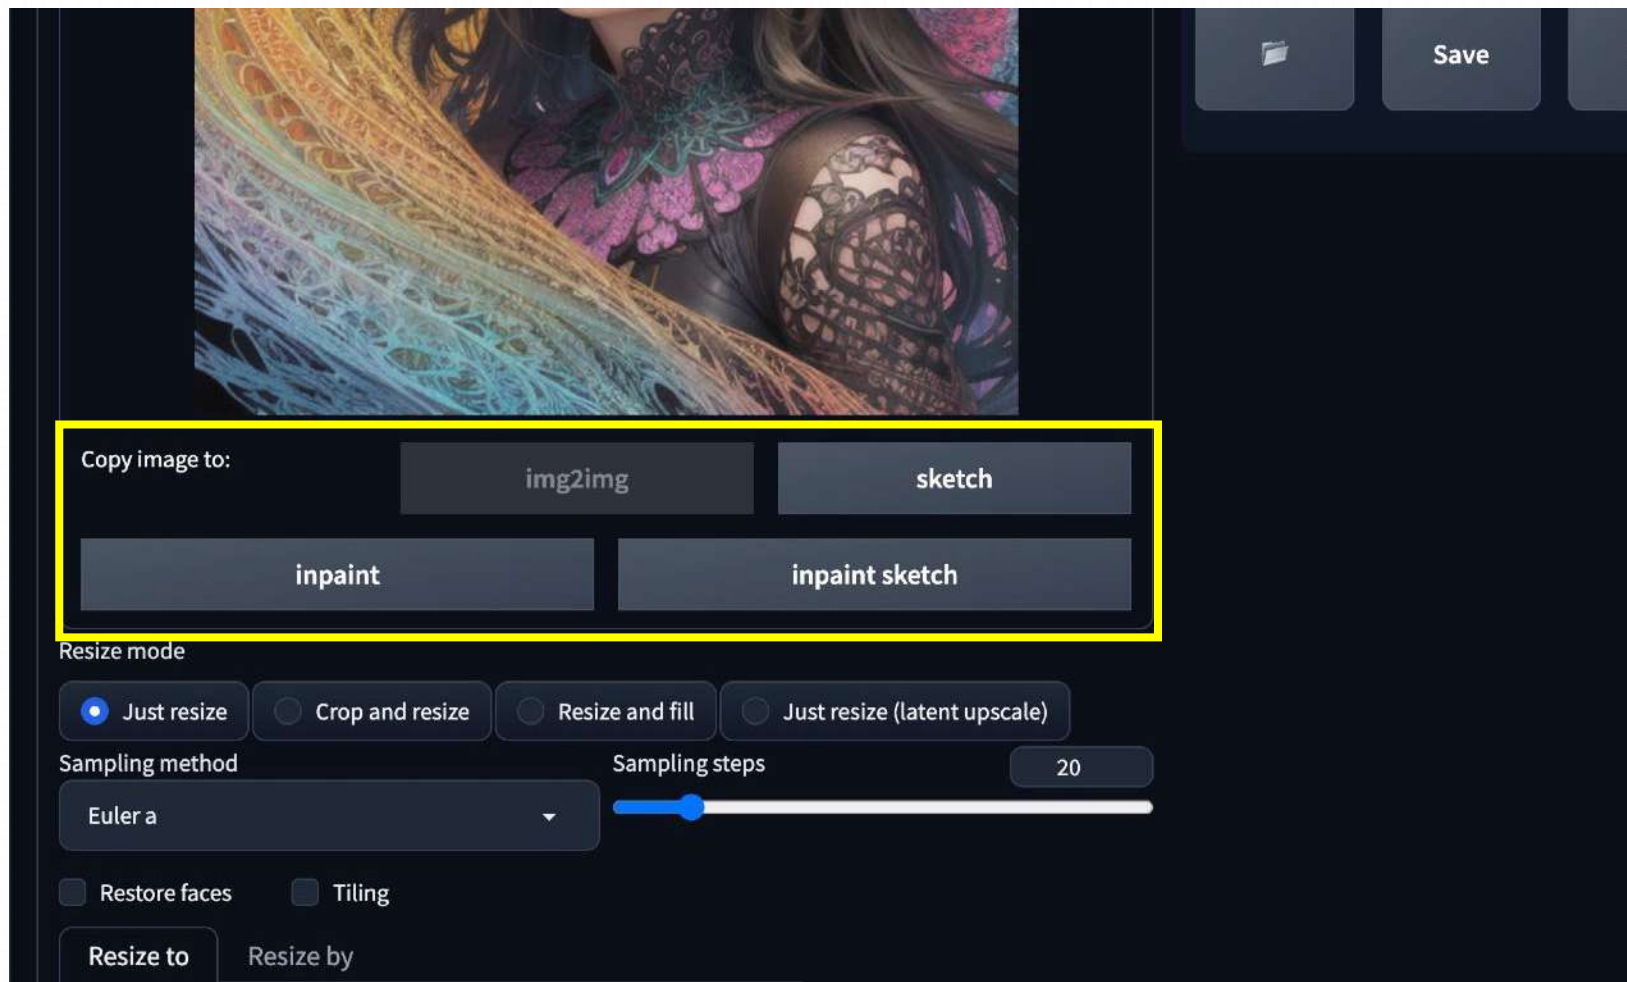 Save
Copy image to:
img2img
sketch
inpaint
inpaint sketch
Resize mode
Just resize
Crop and resize
Resize and fill
Just resize (latent upscale)
Sampling method
Sampling steps
20
Euler a
Restore faces
Tiling
Resize to
Resize by